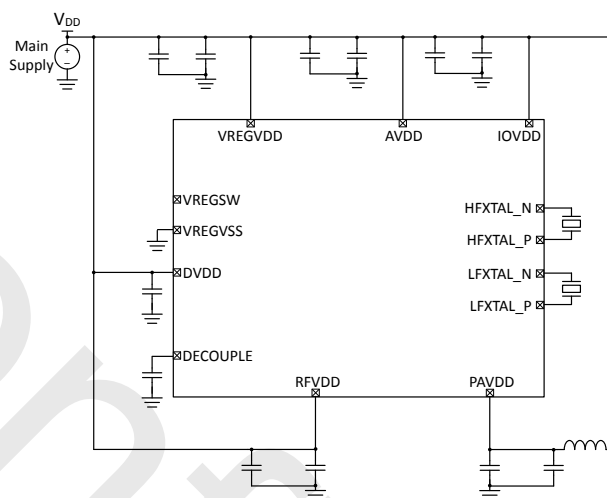 VDD
Main
Supply
VREGVDD
AVDD
IOVDD
VREGSW
HFXTAL_N
VREGVSS
HFXTAL_P
DVDD
LFXTAL_N
LFXTAL_P
DECOUPLE
RFVDD
PAVDD